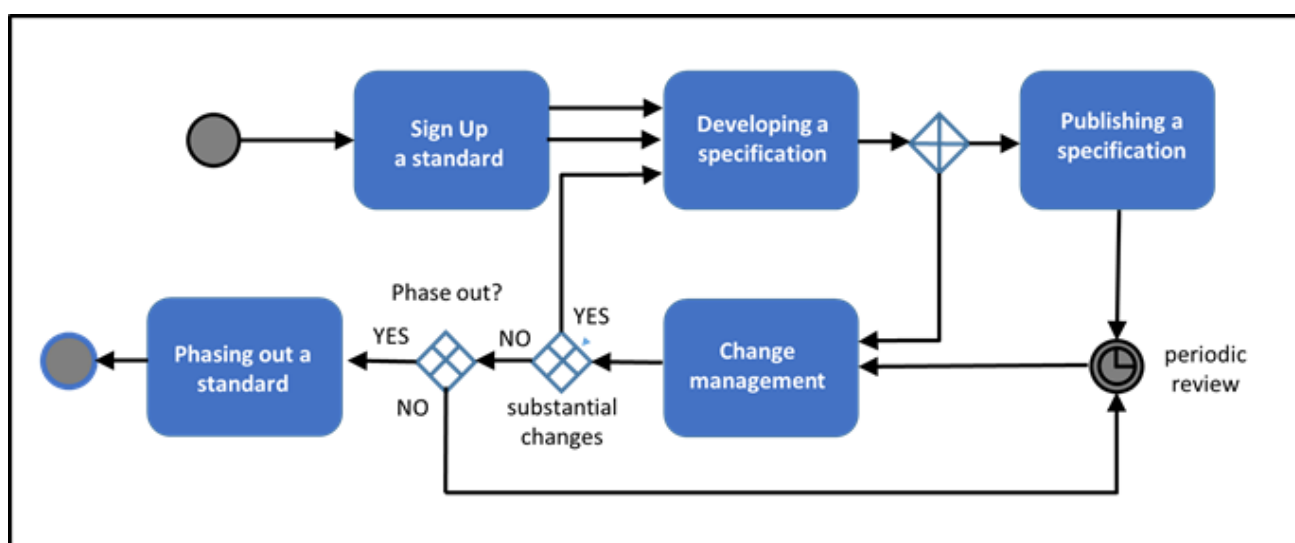 Sign Up
a standard
Developing a
specification
Publishing a
specification
Phase out?
YES
NO
YES
Phasing out a
standard
NO
substantial
changes
Change
management
periodic
review